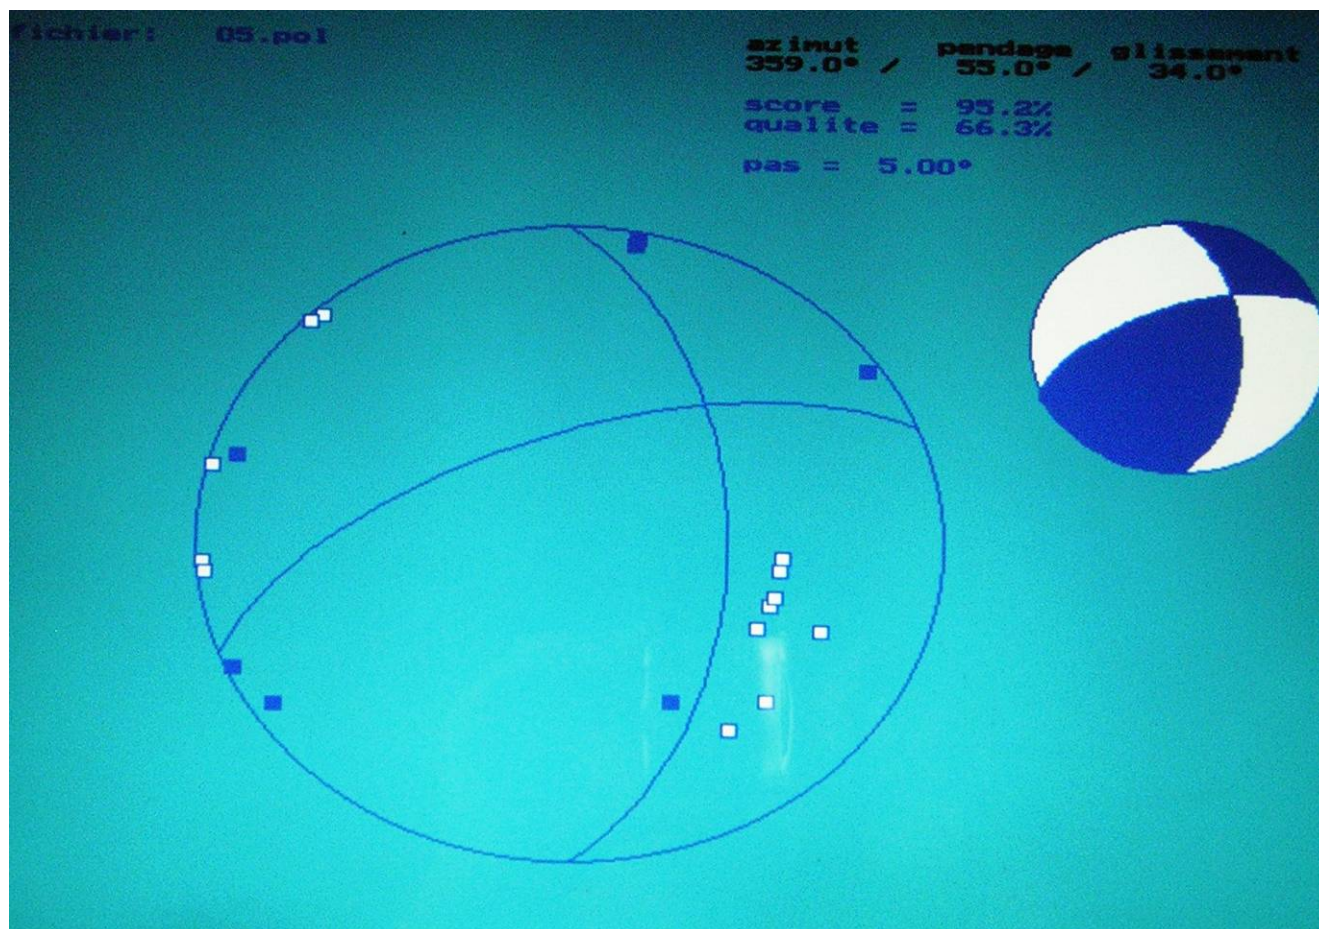 fichier: 05.pol
azimut pendage glissement
359.0° / 55.0° / 34.0°
score = 95.2%
qualite = 66.3%
pas = 5.00°